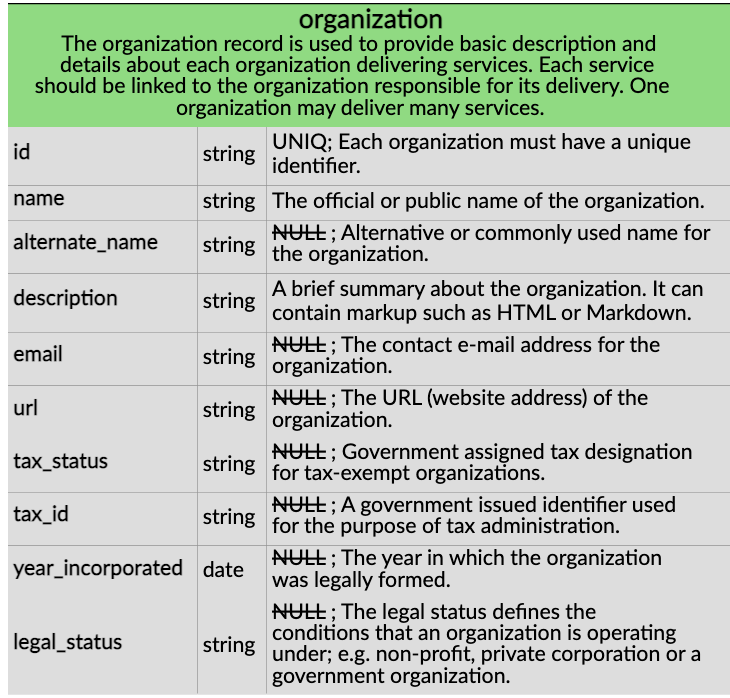 organization
The organization record is used to provide basic description and
details about each organization delivering services. Each service
should be linked to the organization responsible for its delivery. One
organization may deliver many services.
id string UNIQ; Each organization must have a unique
identifier.
name string The official or public name of the organization.
alternate_name string NULL ; Alternative or commonly used name for
the organization.
description string A brief summary about the organization. It can
contain markup such as HTML or Markdown.
email string NULL ; The contact e-mail address for the
organization.
url string NULL ; The URL (website address) of the
organization.
tax_status string NULL ; Government assigned tax designation
for tax-exempt organizations.
tax_id string NULL ; A government issued identifier used
for the purpose of tax administration.
year_incorporated date NULL ; The year in which the organization
was legally formed.
legal_status string NULL ; The legal status defines the
conditions that an organization is operating
under; e.g. non-profit, private corporation or a
government organization.